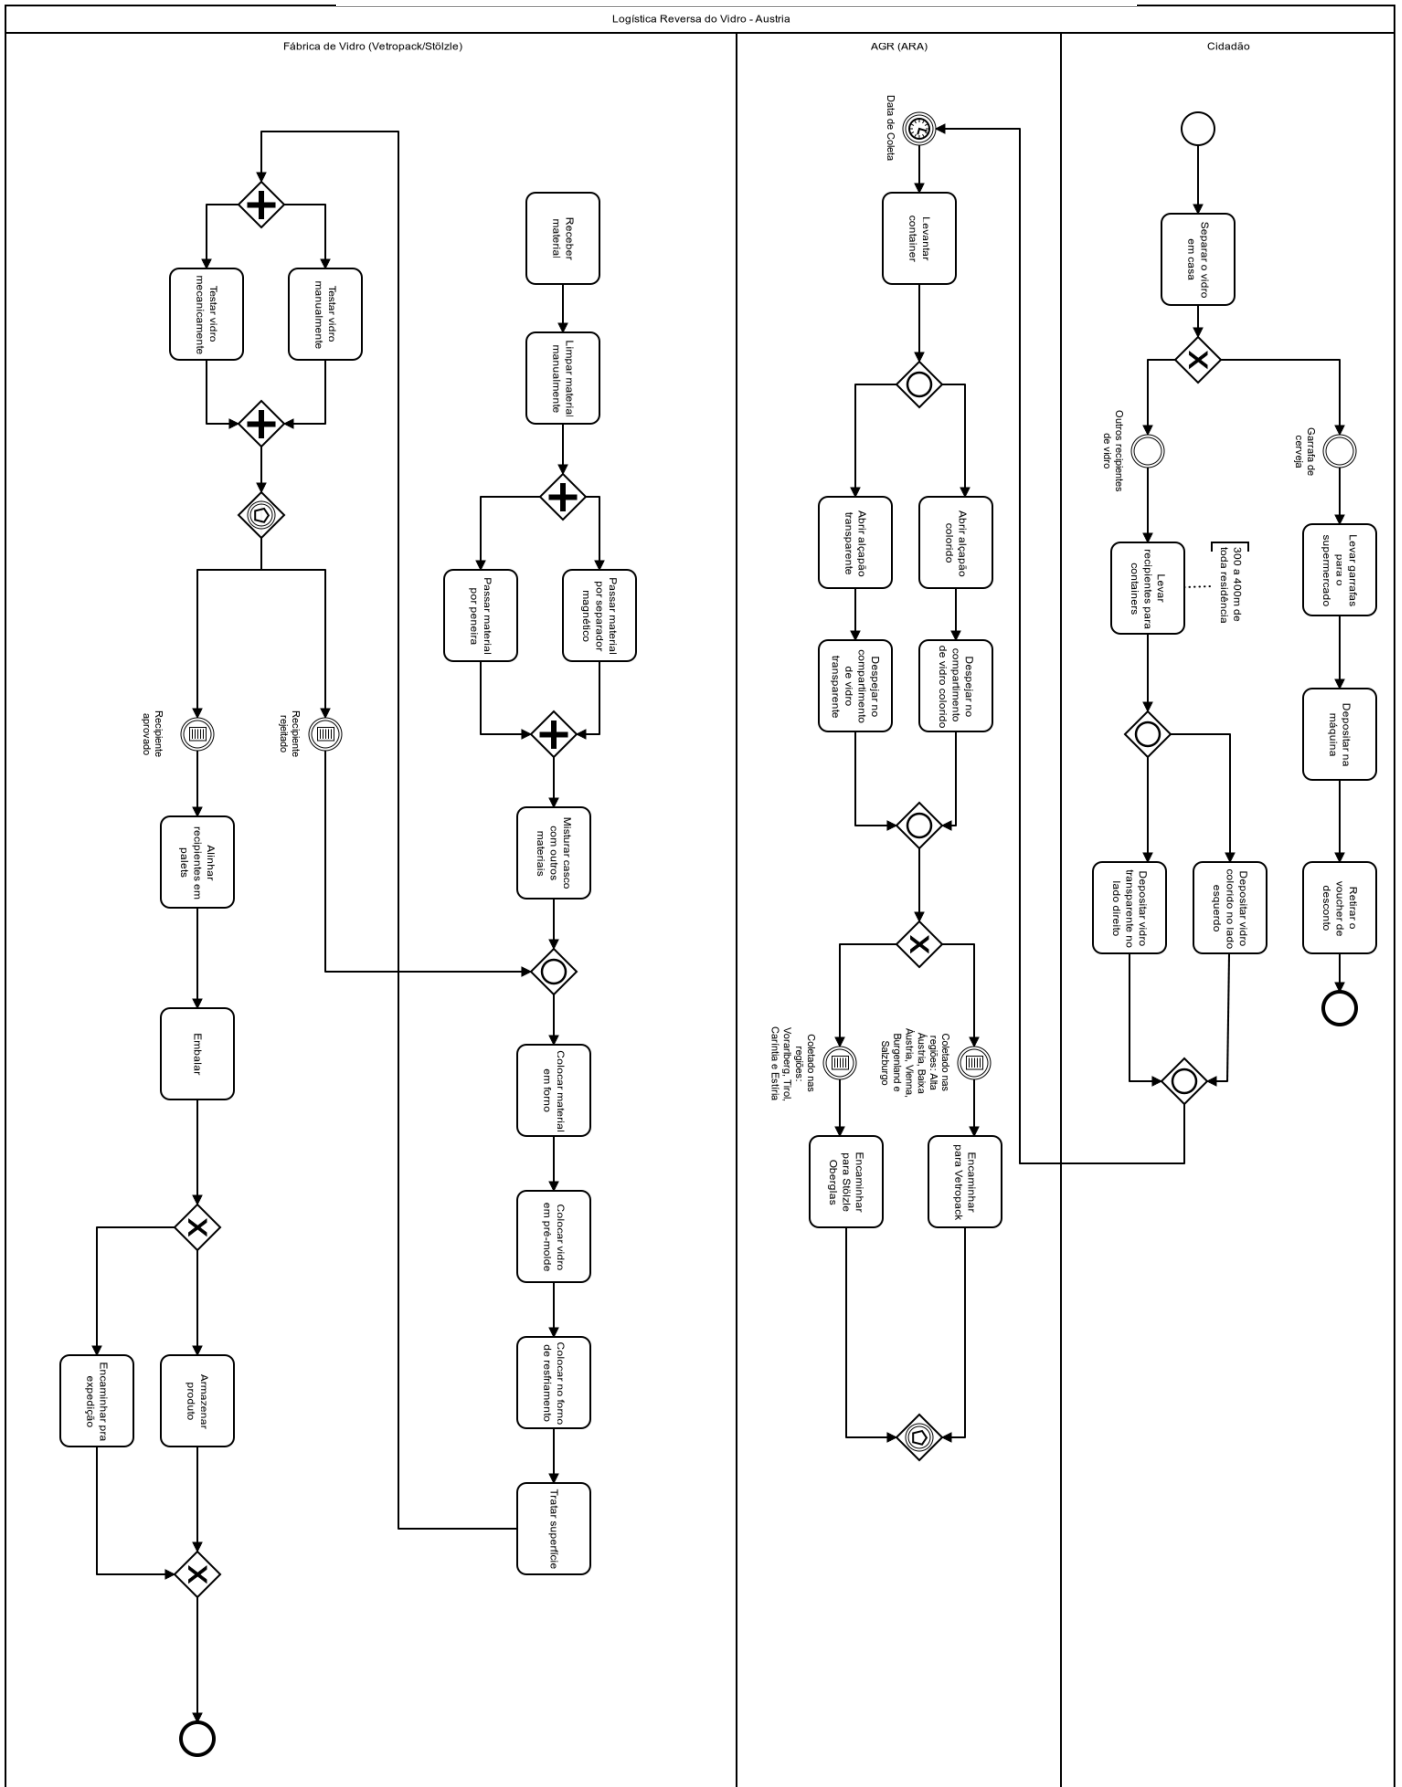 Logística Reversa do Vidro - Austria
Fábrica de Vidro (Vetropack/Stölzle)
AGR (ARA)
Cidadão
Separar o vidro
em casa
Garrafa de
cerveja
Outros recipientes
de vidro
Levar garrafas
para o
supermercado
300 a 400m de
toda residência
Levar
recipientes para
containers
Depositar na
máquina
Retirar o
voucher de
desconto
Depositar vidro
colorido no lado
esquerdo
Depositar vidro
transparente no
lado direito
Data de Coleta
Levantar
container
Abrir alçapão
colorido
Abrir alçapão
transparente
Despejar no
compartimento
de vidro colorido
Despejar no
compartimento
de vidro
transparente
Coletado nas
regiões: Alta
Áustria, Baixa
Áustria, Vienna,
Burgenland e
Salzburgo
Coletado nas
regiões:
Vorarlberg, Tirol,
Caríntia e Estíria
Encaminhar
para Vetropack
Encaminhar
para Stölzle
Oberglas
Receber
material
Limpar material
manualmente
Passar material
por separador
magnético
Passar material
por peneira
Misturar casco
com outros
materiais
Colocar material
em forno
Colocar vidro
em pré-molde
Colocar no forno
de resfriamento
Tratar superfície
Testar vidro
manualmente
Testar vidro
mecanicamente
Recipiente
rejeitado
Recipiente
aprovado
Alinhar
recipientes em
palets
Embalar
Armazenar
produto
Encaminhar pra
expedição